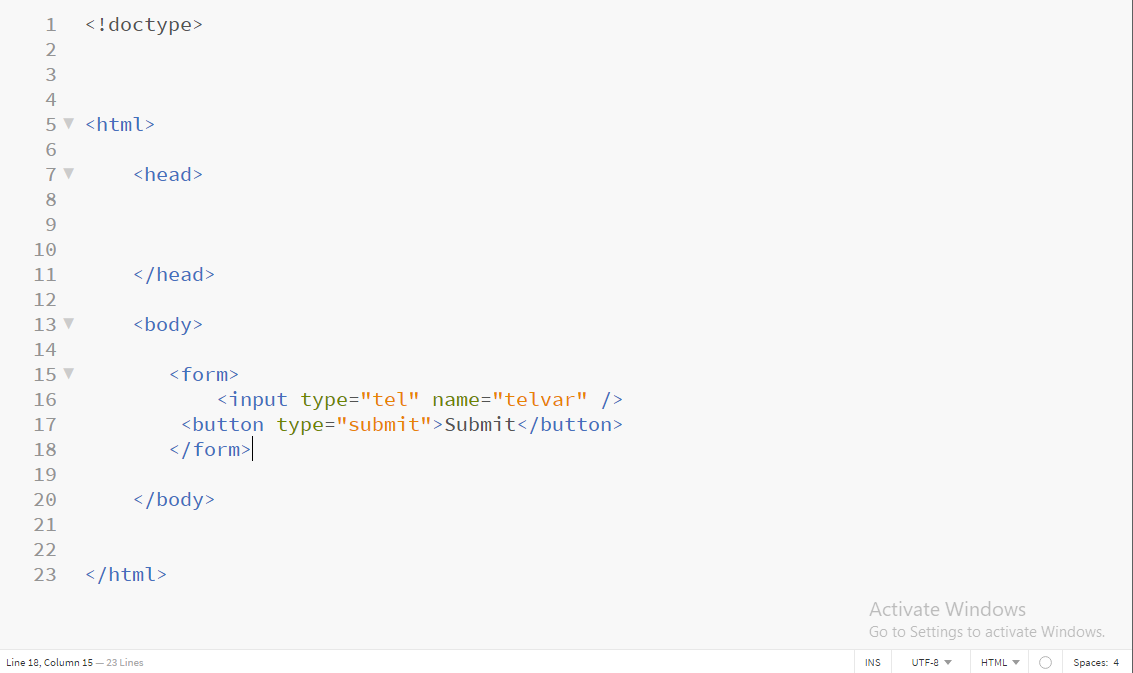 1 <!doctype>
2
3
4
5 <html>
6
7     <head>
8
9
10
11     </head>
12
13     <body>
14
15        <form>
16            <input type="tel" name="telvar" />
17         <button type="submit">Submit</button>
18        </form>
19
20     </body>
21
22
23 </html>
Activate Windows
Go to Settings to activate Windows.
Line 18, Column 15 — 23 Lines INS UTF-8 HTML Spaces: 4